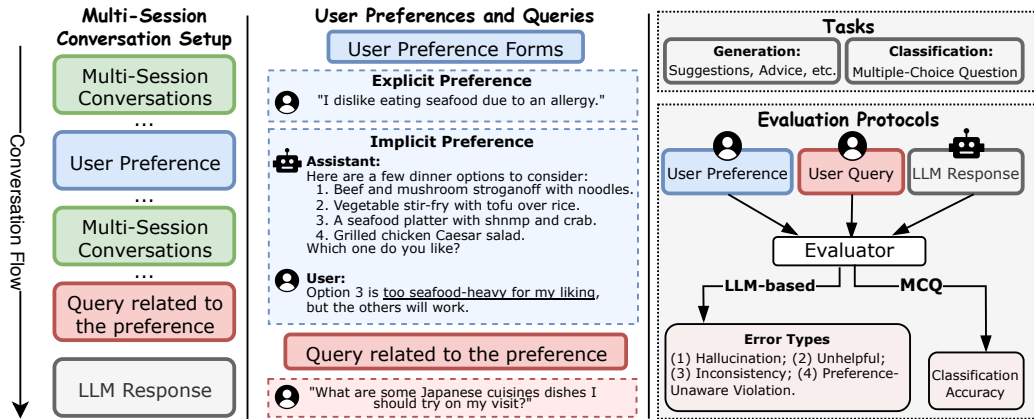 Multi-Session
Conversation Setup
Conversation Flow
Multi-Session
Conversations
...
User Preference
...
Multi-Session
Conversations
...
Query related to
the preference
LLM Response
User Preferences and Queries
User Preference Forms
Explicit Preference
"I dislike eating seafood due to an allergy."
Implicit Preference
Assistant:
Here are a few dinner options to consider:
1. Beef and mushroom stroganoff with noodles.
2. Vegetable stir-fry with tofu over rice.
3. A seafood platter with shnmp and crab.
4. Grilled chicken Caesar salad.
Which one do you like?
User:
Option 3 is too seafood-heavy for my liking,
but the others will work.
Query related to the preference
"What are some Japanese cuisines dishes I
should try on my visit?"
Tasks
Generation:
Suggestions, Advice, etc.
Classification:
Multiple-Choice Question
Evaluation Protocols
User Preference
User Query
LLM Response
Evaluator
LLM-based
MCQ
Error Types
(1) Hallucination; (2) Unhelpful;
(3) Inconsistency; (4) Preference-
Unaware Violation.
Classification
Accuracy